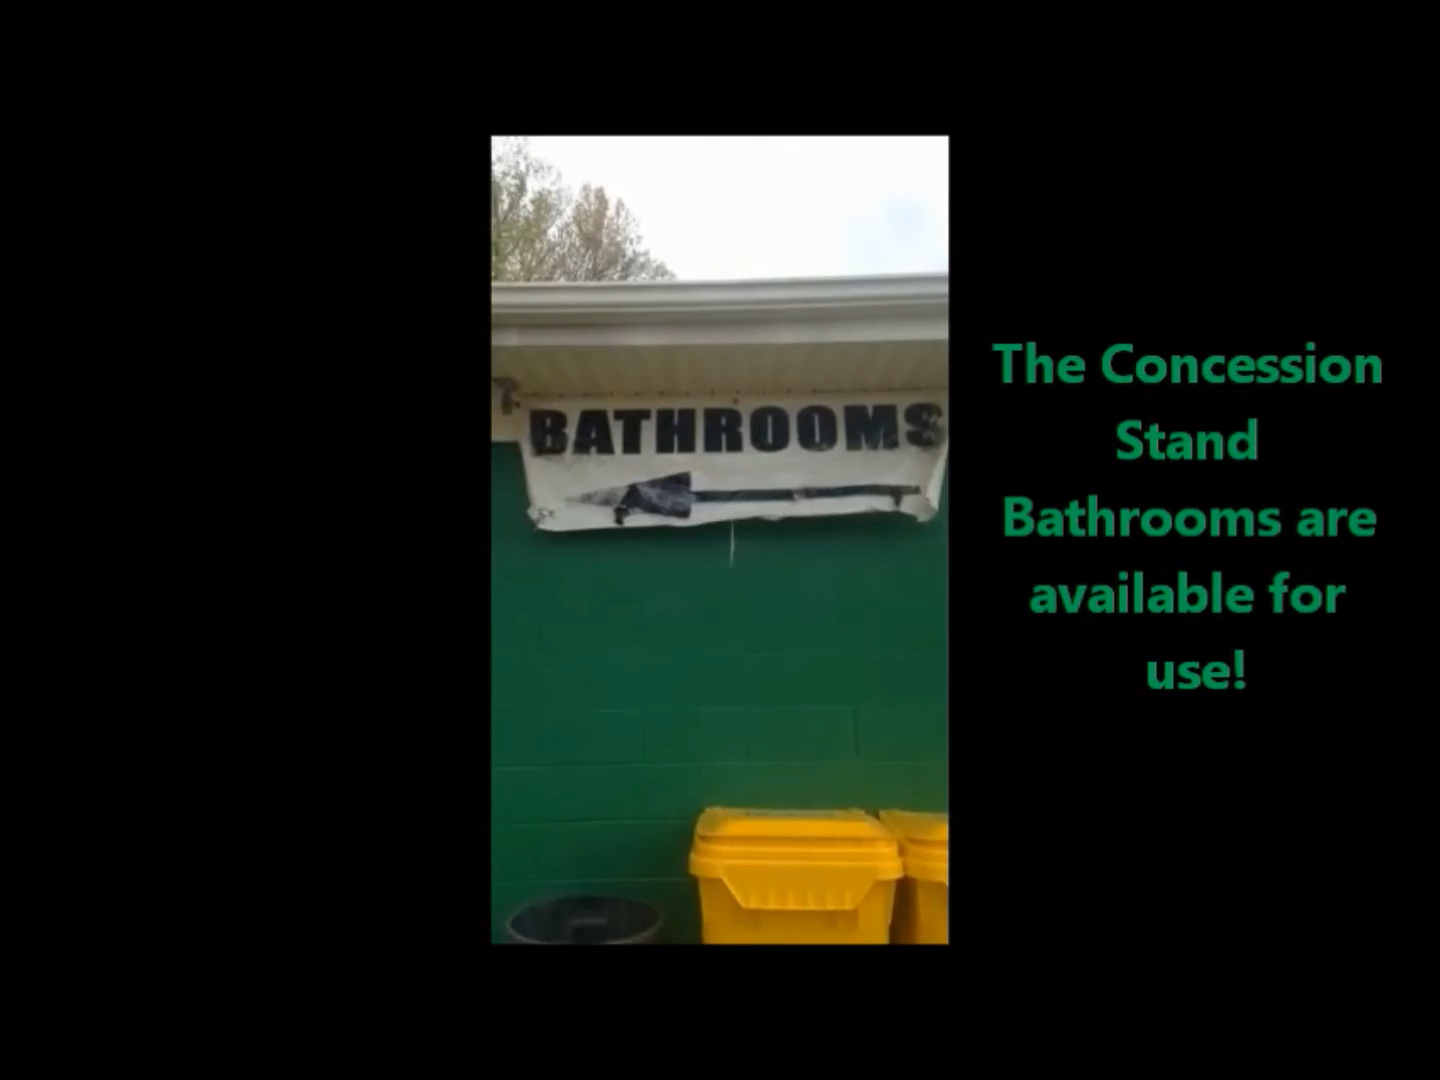 BATHROOMS
The Concession
Stand
Bathrooms are
available for
use!